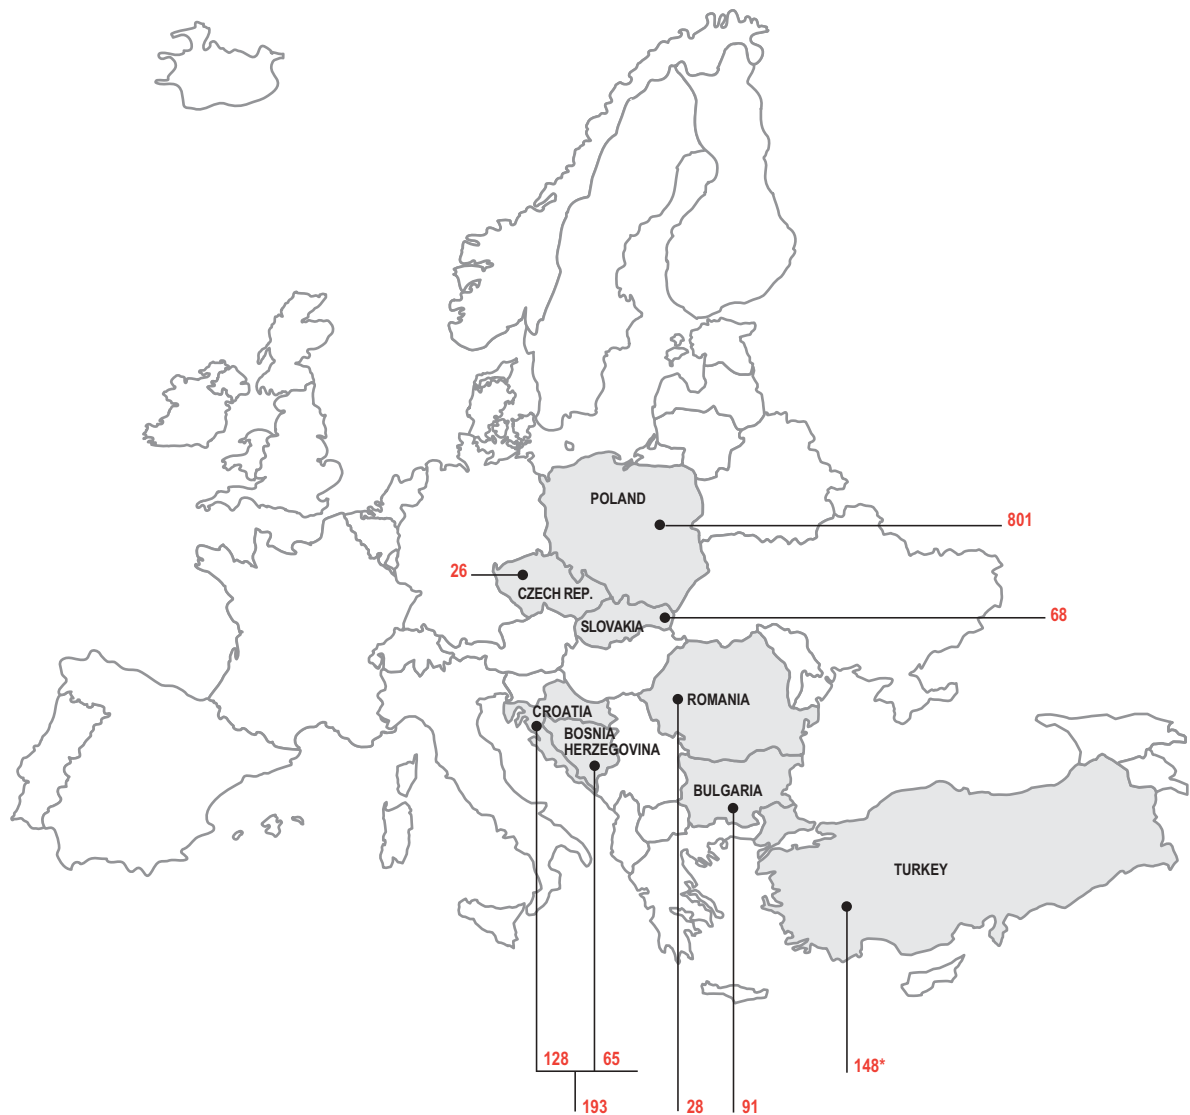 POLAND
801
26
CZECH REP.
68
SLOVAKIA
ROMANIA
CROATIA
BOSNIA
HERZEGOVINA
BULGARIA
TURKEY
128
65
148*
193
28
91